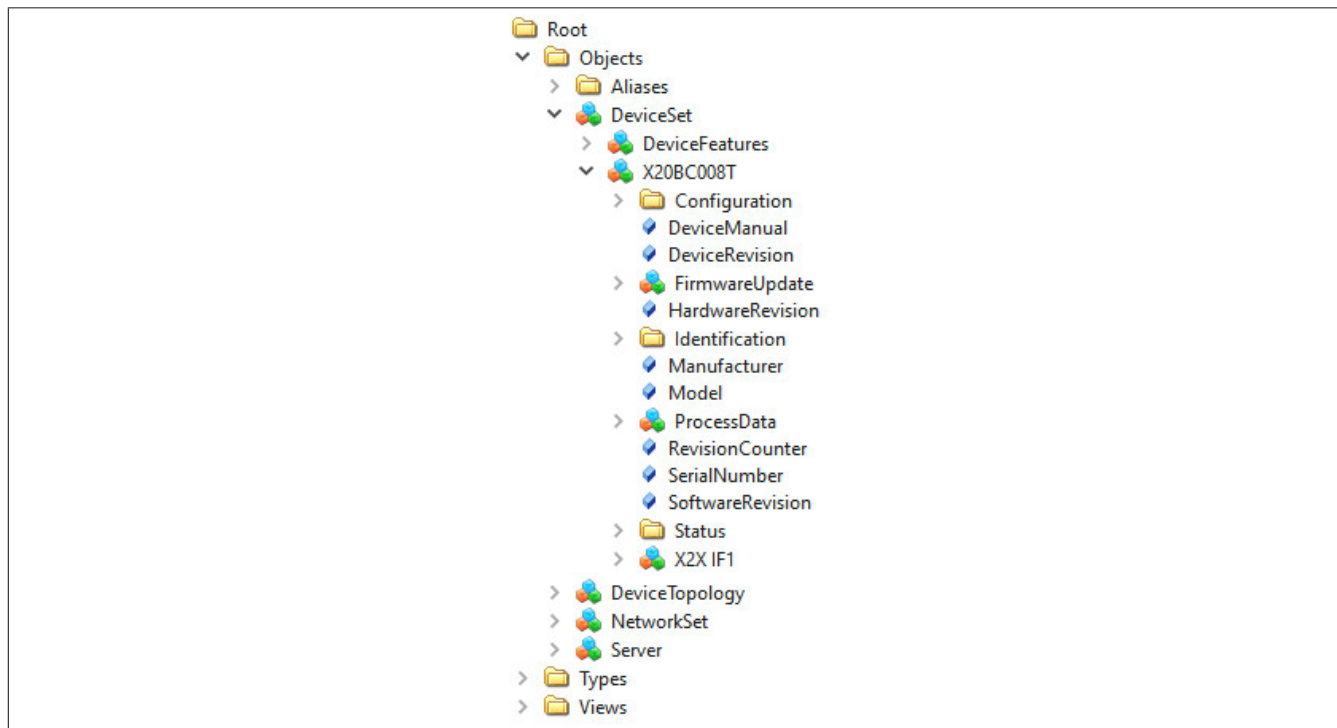 Root
Objects
Aliases
DeviceSet
DeviceFeatures
X20BC008T
Configuration
DeviceManual
DeviceRevision
FirmwareUpdate
HardwareRevision
Identification
Manufacturer
Model
ProcessData
RevisionCounter
SerialNumber
SoftwareRevision
Status
X2X IF1
DeviceTopology
NetworkSet
Server
Types
Views